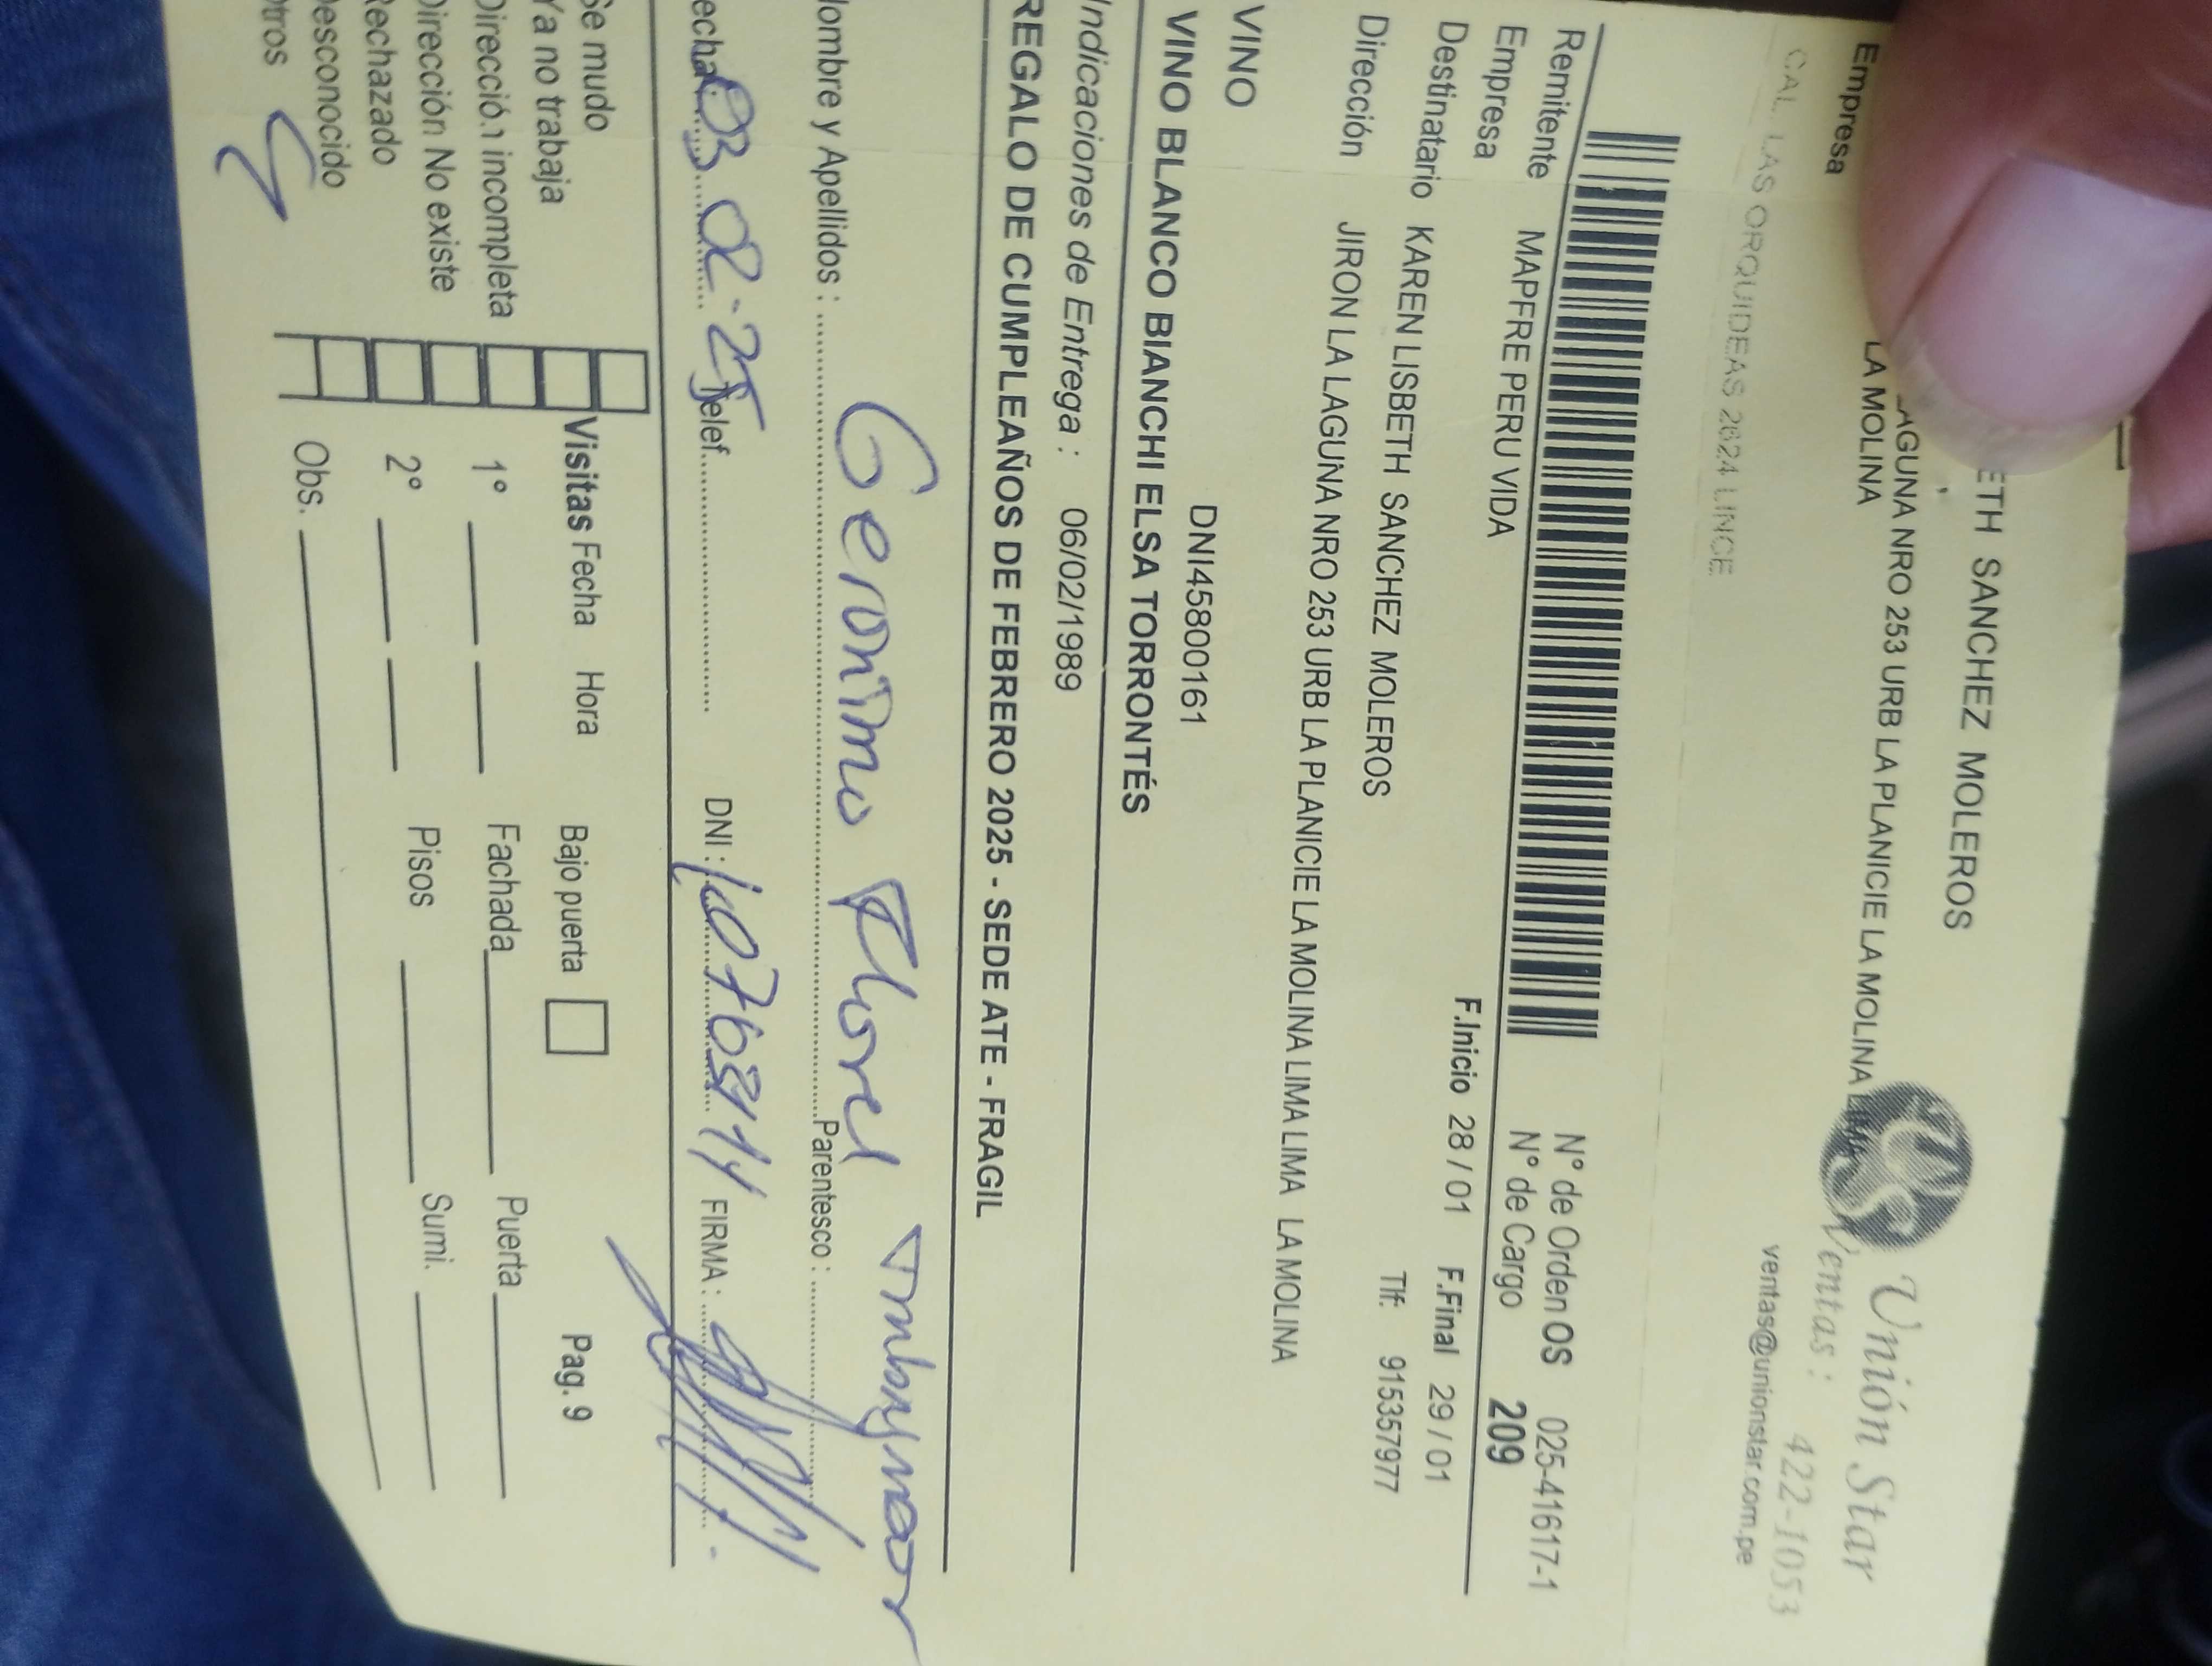 ETH SANCHEZ MOLEROS
LAGUNA NRO 253 URB LA PLANICIE LA MOLINA LIMA
LA MOLINA
Empresa
Unión Star
Ventas: 422-1053
ventas@unionstar.com.pe
CAL. LAS ORQUIDEAS 2624 LINCE
N° de Orden OS 025-41617-1
N° de Cargo 209
Remitente MAPFRE PERU VIDA
Empresa
F.Inicio 28/01 F.Final 29/01
Destinatario KAREN LISBETH SANCHEZ MOLEROS
Tlf: 915357977
Dirección JIRON LA LAGUNA NRO 253 URB LA PLANICIE LA MOLINA LIMA LIMA LA MOLINA
VINO
DNI45800161
VINO BLANCO BIANCHI ELSA TORRONTÉS
Indicaciones de Entrega : 06/02/1989
REGALO DE CUMPLEAÑOS DE FEBRERO 2025 - SEDE ATE - FRAGIL
ombre y Apellidos : Geronimo Parentesco :
echa: 03 02-25 Telef. DNI : FIRMA :
Se mudo
Ya no trabaja
Dirección incompleta
Dirección No existe
Rechazado
Desconocido
Otros
Visitas Fecha Hora Bajo puerta Pag. 9
1° Fachada Puerta
2° Pisos Sumi.
Obs.